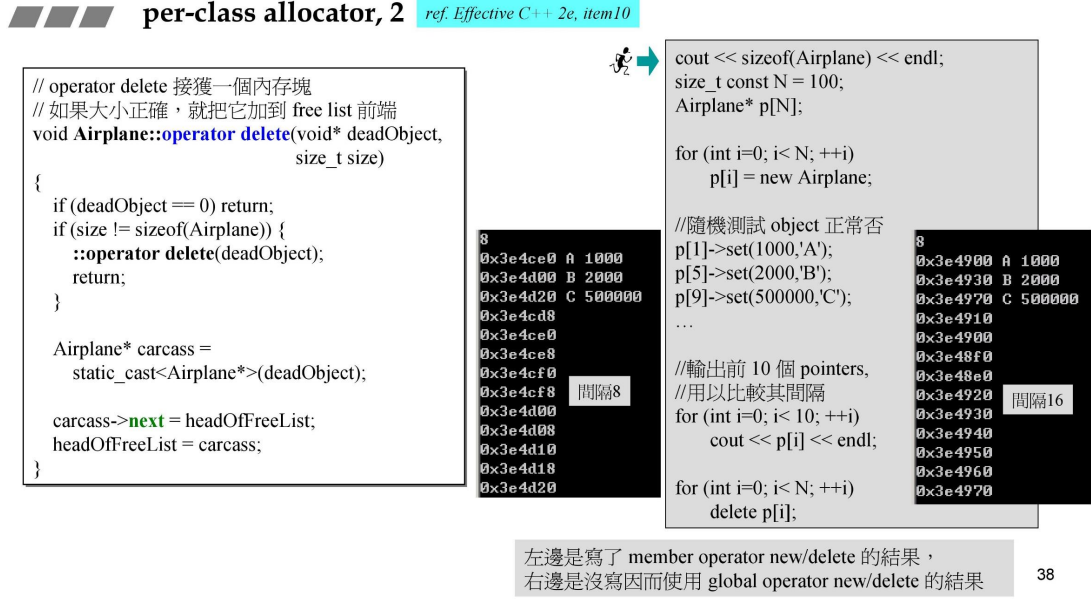 per-class allocator, 2 ref. Effective C++ 2e, item10
// operator delete 接獲一個內存塊
// 如果大小正確，就把它加到 free list 前端
void Airplane::operator delete(void* deadObject,
size_t size)
{
if (deadObject == 0) return;
if (size != sizeof(Airplane)) {
::operator delete(deadObject);
return;
}
Airplane* carcass =
static_cast<Airplane*>(deadObject);
carcass->next = headOfFreeList;
headOfFreeList = carcass;
}
8
0x3e4ce0 A 1000
0x3e4d00 B 2000
0x3e4d20 C 500000
0x3e4cd8
0x3e4ce0
0x3e4ce8
0x3e4cf0
0x3e4cf8
0x3e4d00
0x3e4d08
0x3e4d10
0x3e4d18
0x3e4d20
間隔8
cout << sizeof(Airplane) << endl;
size_t const N = 100;
Airplane* p[N];
for (int i=0; i< N; ++i)
p[i] = new Airplane;
//隨機測試 object 正常否
p[1]->set(1000,'A');
p[5]->set(2000,'B');
p[9]->set(500000,'C');
…
//輸出前 10 個 pointers,
//用以比較其間隔
for (int i=0; i< 10; ++i)
cout << p[i] << endl;
for (int i=0; i< N; ++i)
delete p[i];
8
0x3e4900 A 1000
0x3e4930 B 2000
0x3e4970 C 500000
0x3e4910
0x3e4900
0x3e48f0
0x3e48e0
0x3e4920
0x3e4930
0x3e4940
0x3e4950
0x3e4960
0x3e4970
間隔16
左邊是寫了 member operator new/delete 的結果，
右邊是沒寫因而使用 global operator new/delete 的結果
38